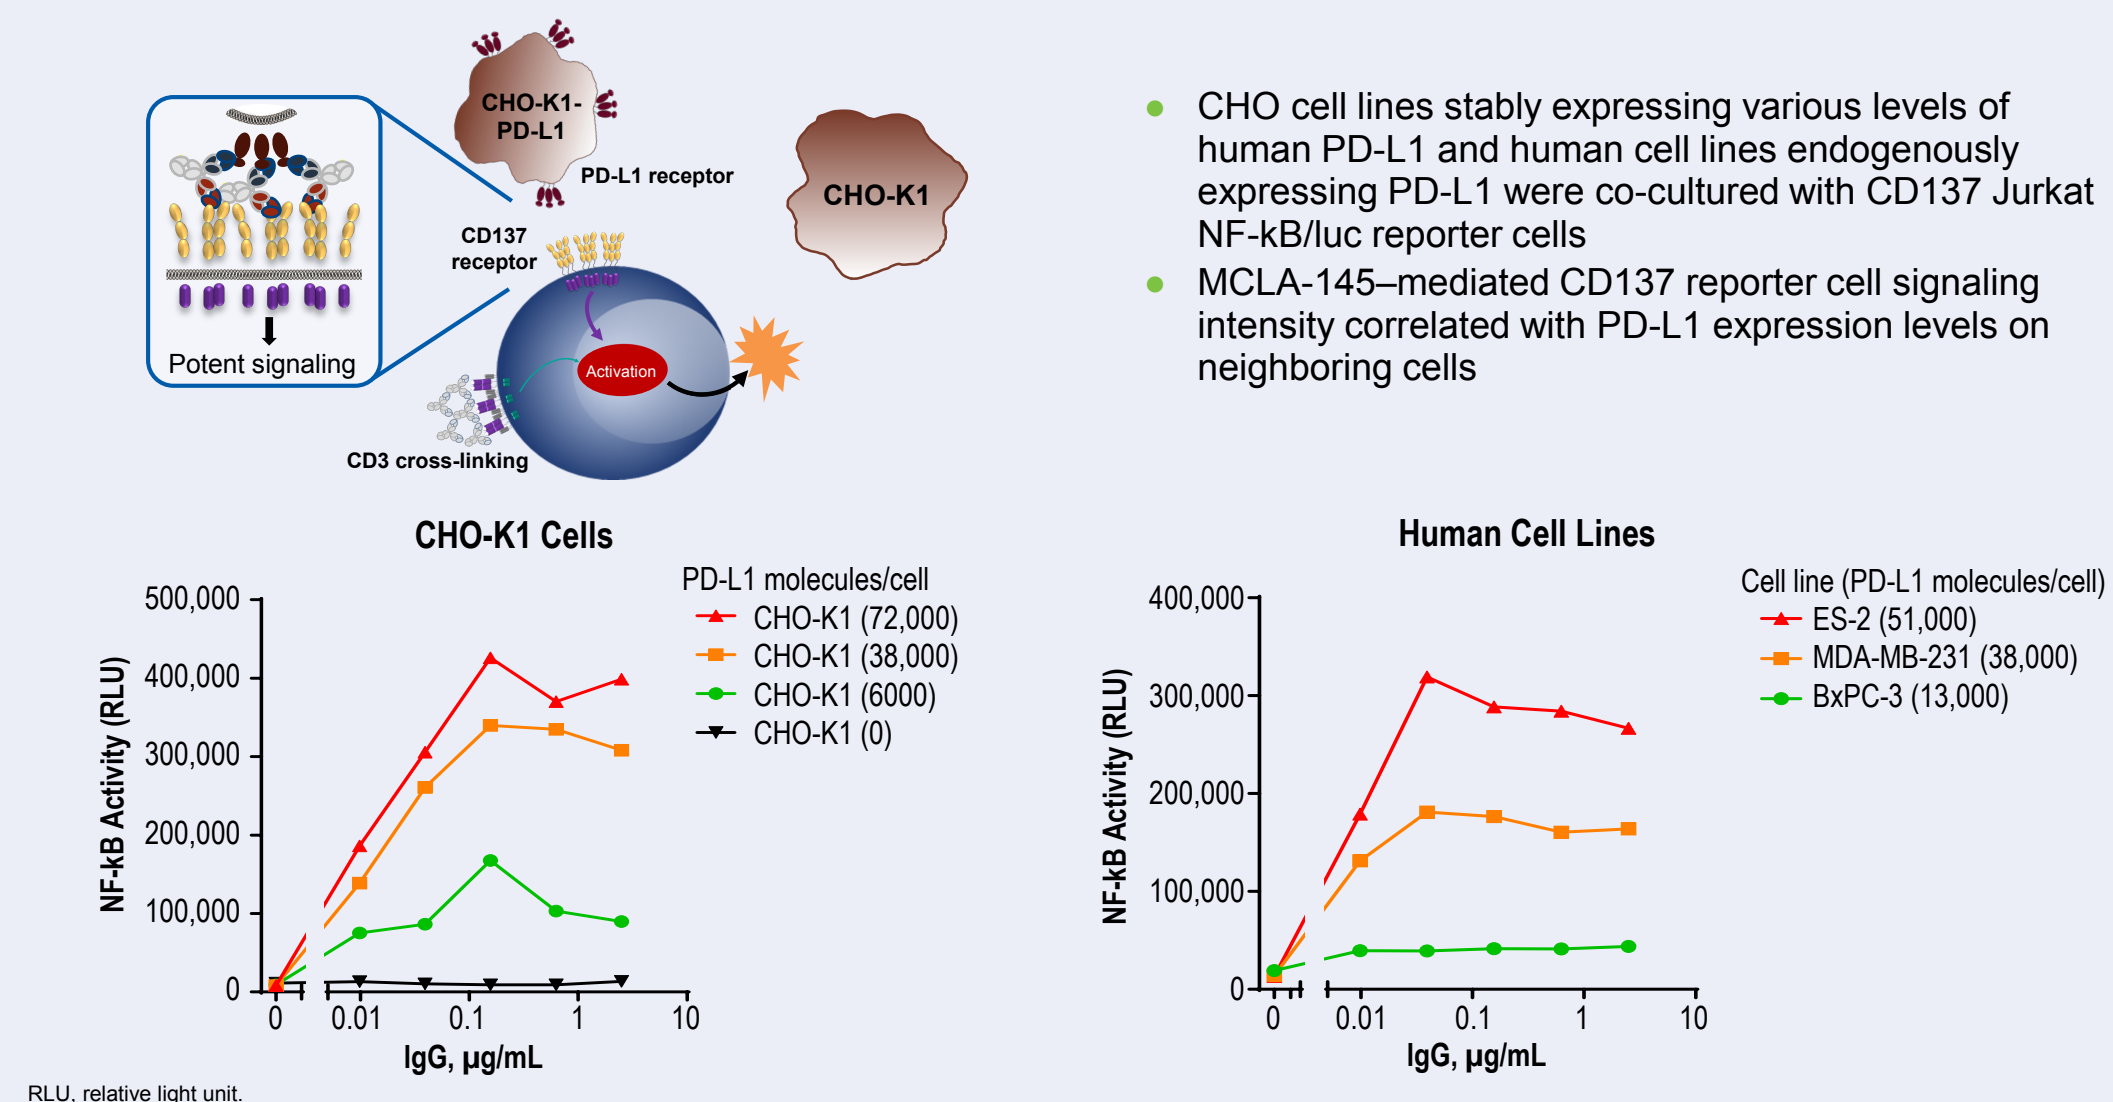 CHO-K1-
PD-L1
PD-L1 receptor
CHO-K1
CD137
receptor
Potent signaling
Activation
CD3 cross-linking
● CHO cell lines stably expressing various levels of
human PD-L1 and human cell lines endogenously
expressing PD-L1 were co-cultured with CD137 Jurkat
NF-kB/luc reporter cells
● MCLA-145–mediated CD137 reporter cell signaling
intensity correlated with PD-L1 expression levels on
neighboring cells
CHO-K1 Cells
NF-kB Activity (RLU)
500,000
400,000
300,000
200,000
100,000
0
0 0.01 0.1 1 10
IgG, µg/mL
PD-L1 molecules/cell
CHO-K1 (72,000)
CHO-K1 (38,000)
CHO-K1 (6000)
CHO-K1 (0)
Human Cell Lines
NF-kB Activity (RLU)
400,000
300,000
200,000
100,000
0
0 0.01 0.1 1 10
IgG, µg/mL
Cell line (PD-L1 molecules/cell)
ES-2 (51,000)
MDA-MB-231 (38,000)
BxPC-3 (13,000)
RLU, relative light unit.